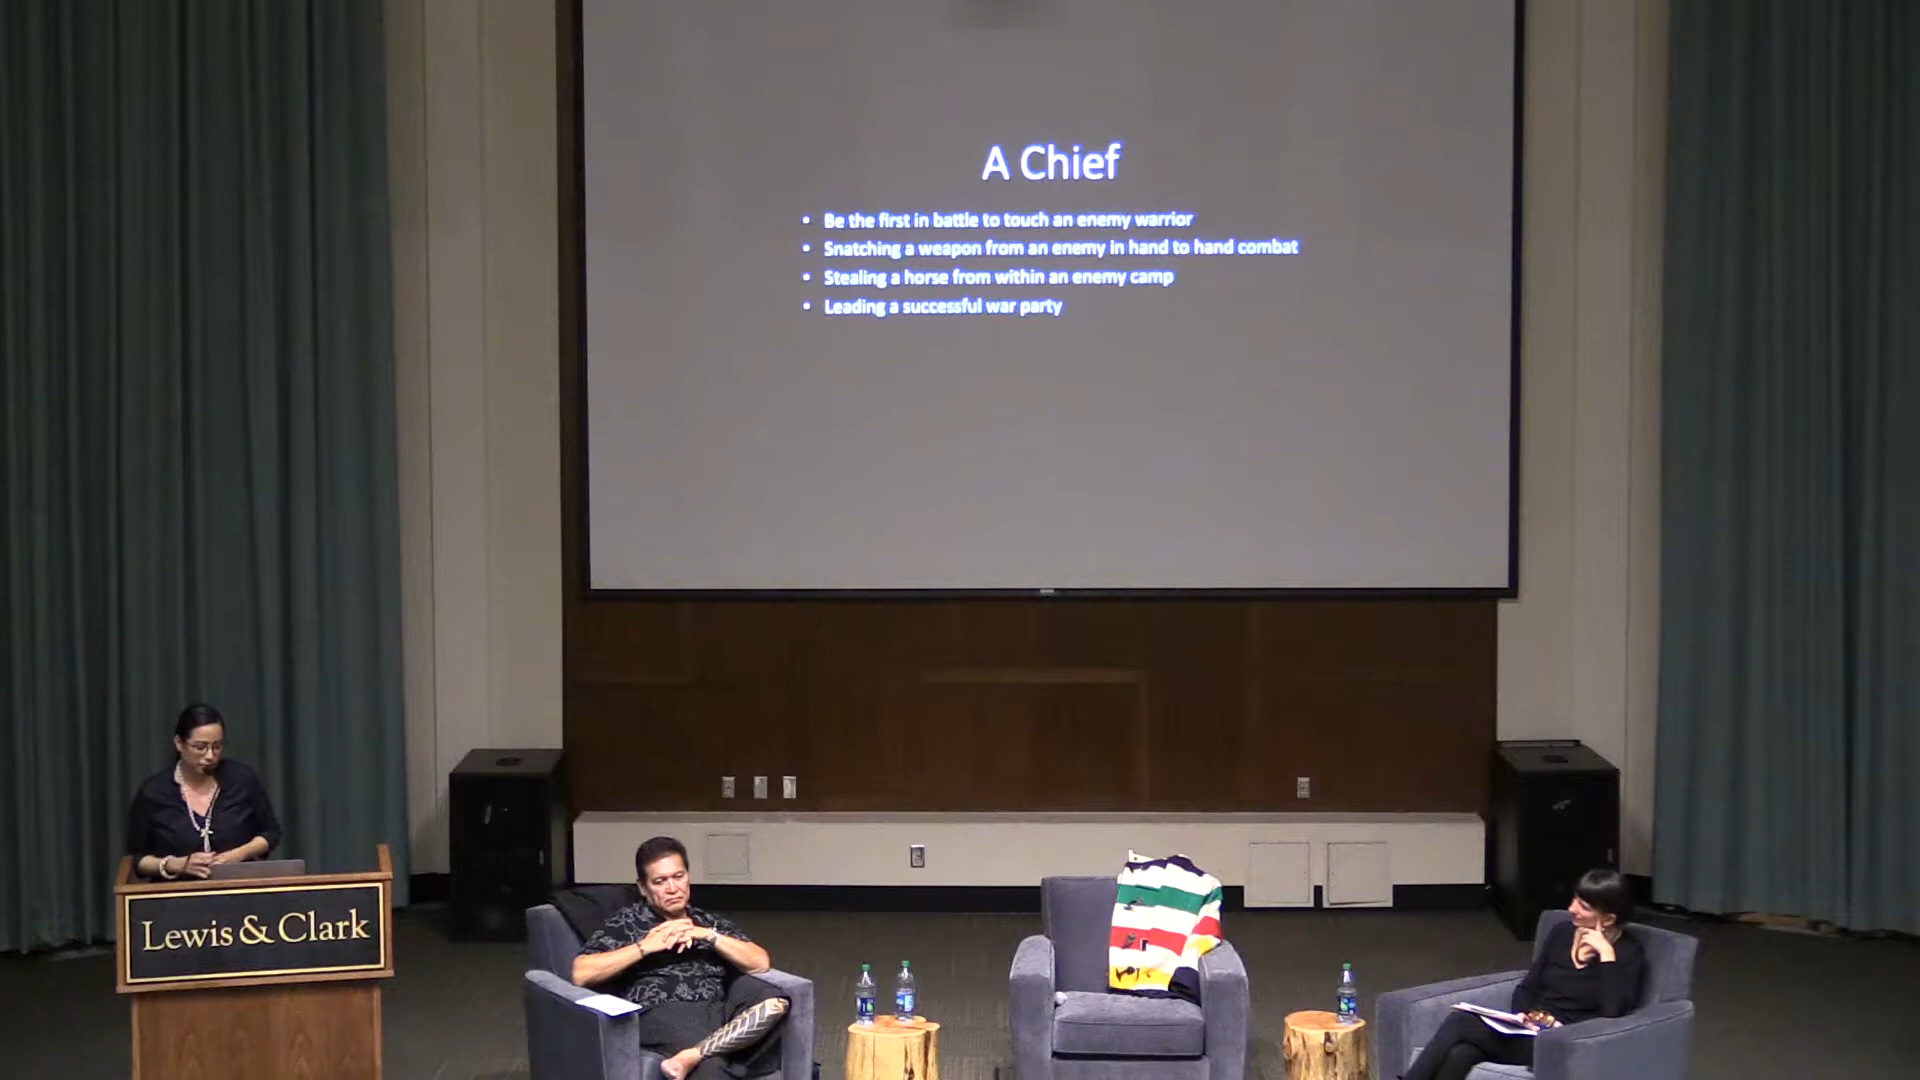 A Chief
• Be the first in battle to touch an enemy warrior
• Snatching a weapon from an enemy in hand to hand combat
• Stealing a horse from within an enemy camp
• Leading a successful war party
Lewis & Clark